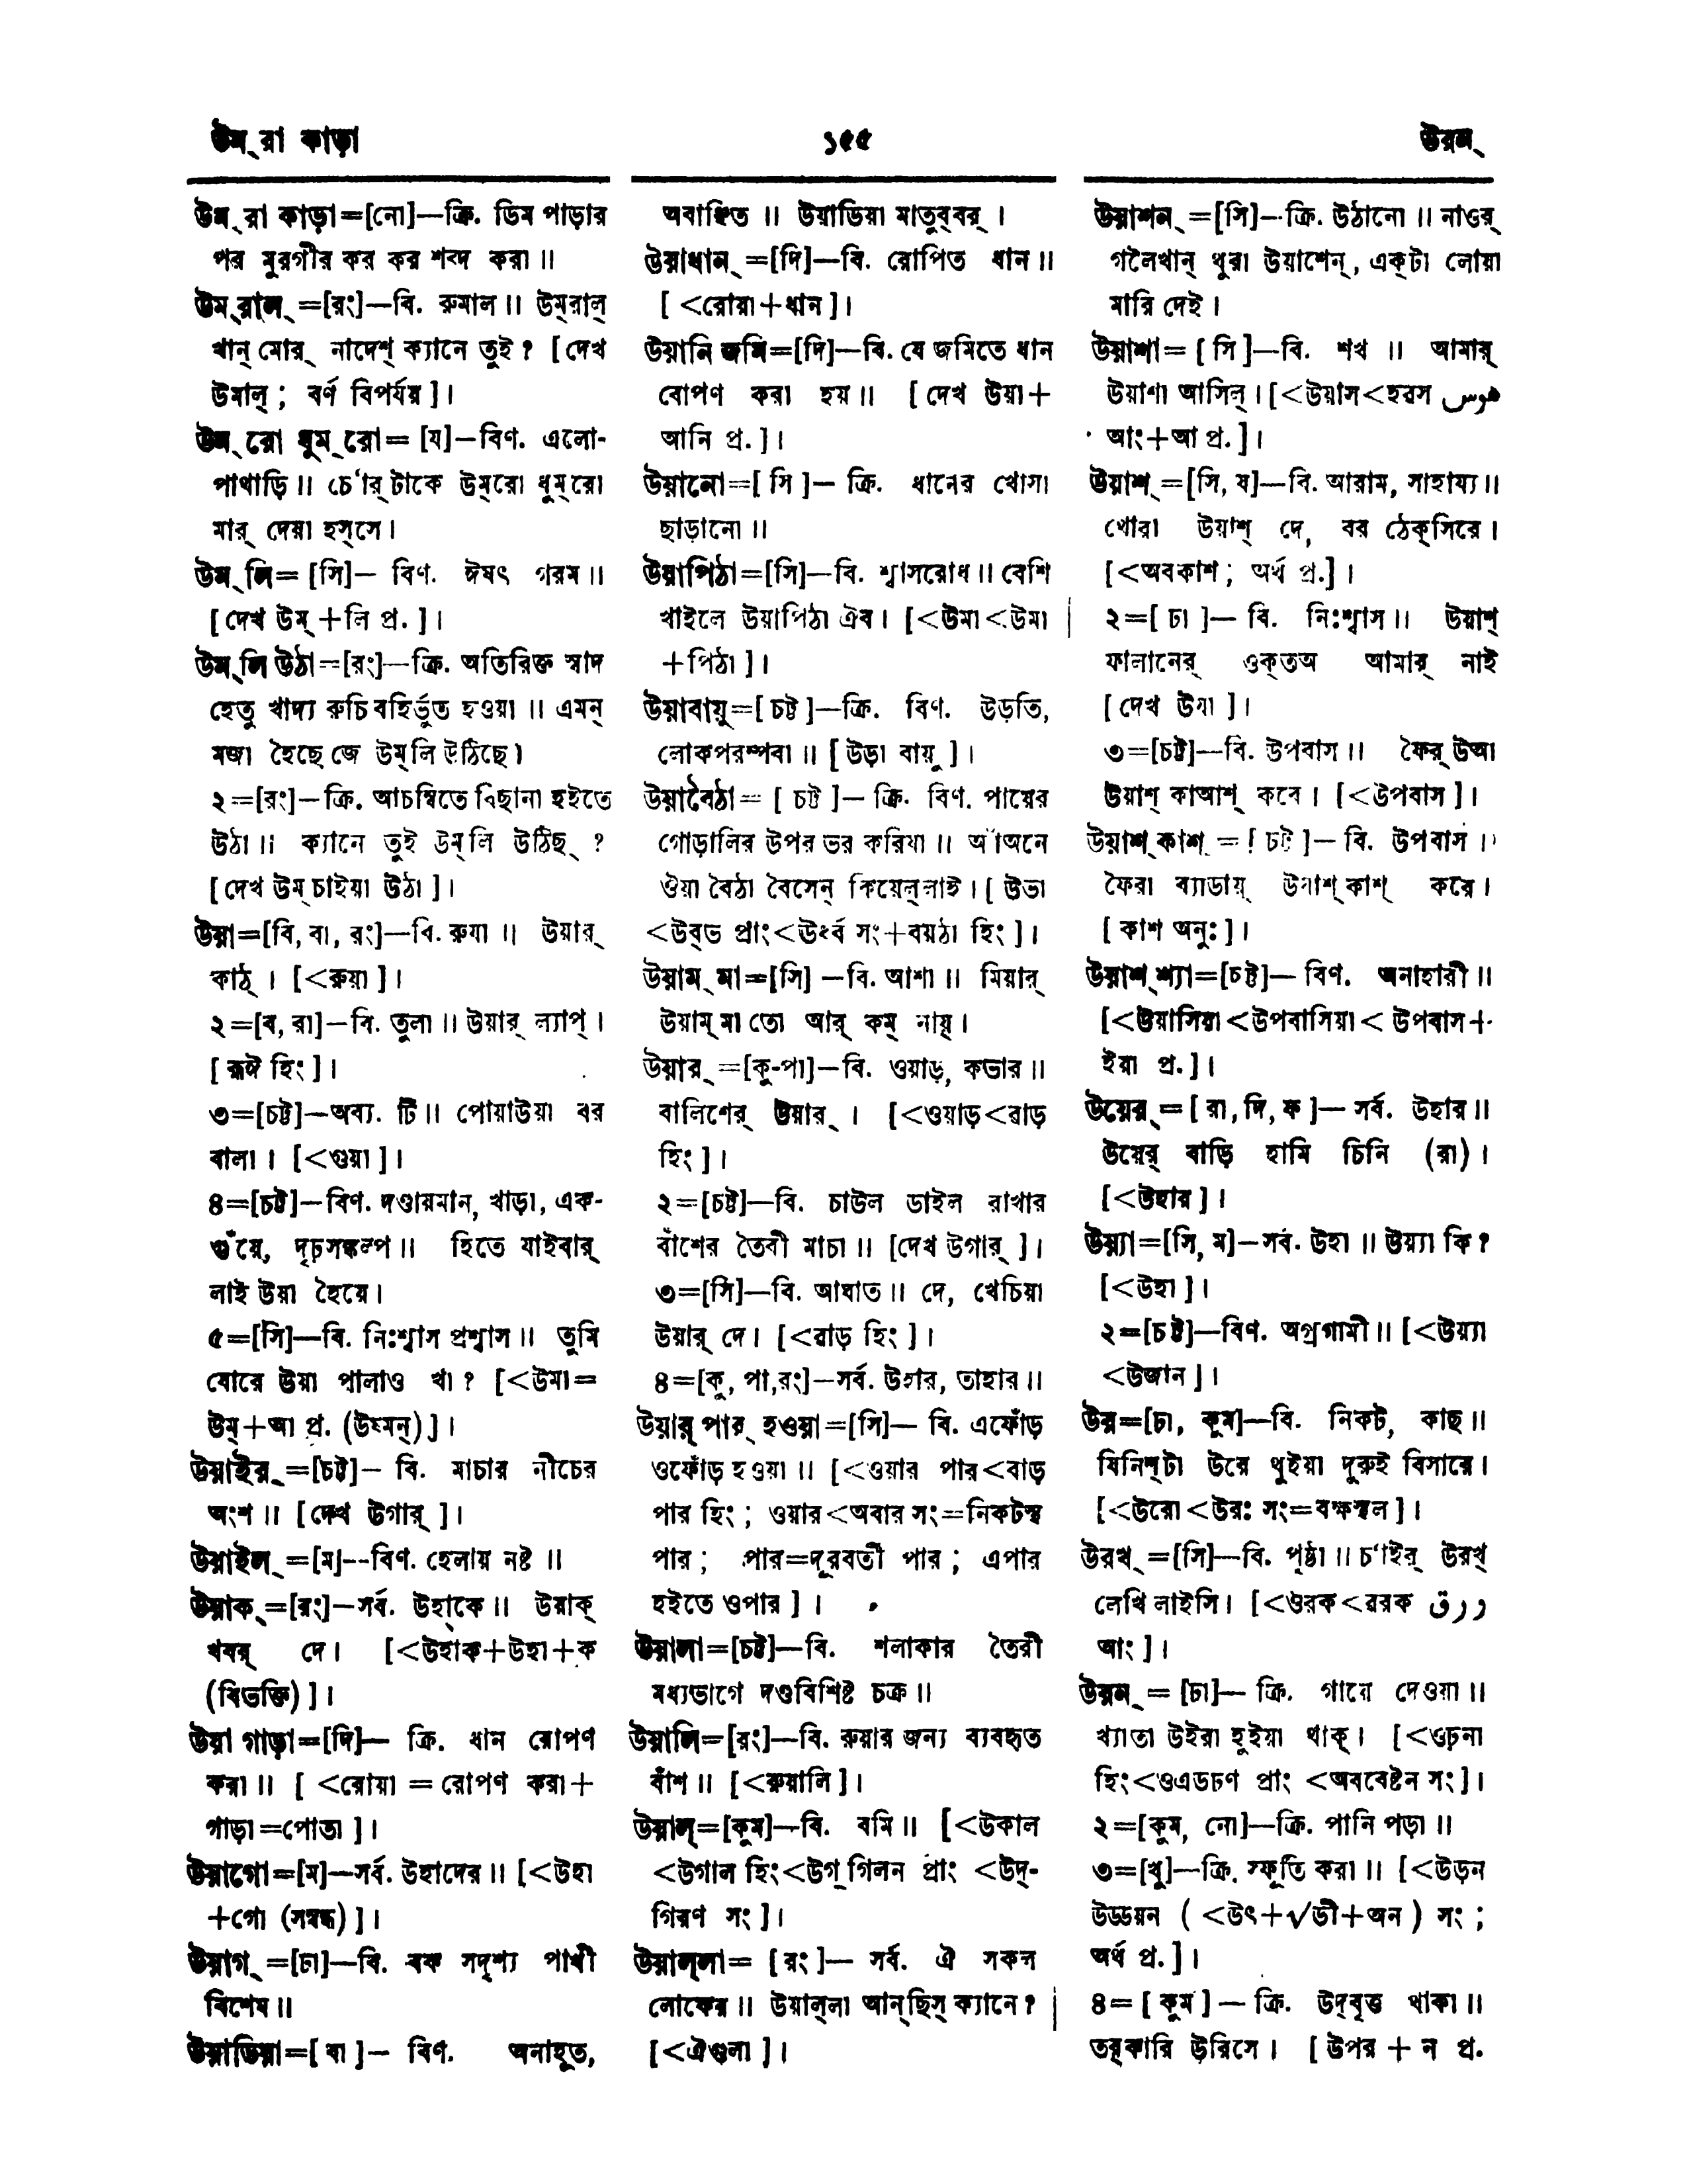 উম্‌রা কাড়া
১৫৫
উরন্
উম্‌রা কাড়া=[নো]—ক্রি. ডিম পাড়ার
পর মুরগীর কর কর শব্দ করা॥
উম্‌রাল্=[রং]—বি. রুমাল॥ উম্‌রাল্
খান্ মোর্ নাদেশ্ ক্যানে তুই? [দেখ
উমাল্; বর্ণ বিপর্যয়]।
উম্‌রো ধুম্‌রো=[য]—বিণ. এলো-
পাথাড়ি॥ চে'ার্‌টাকে উম্‌রো ধুম্‌রো
মার্ দেয়া হস্‌সে।
উম্‌লি=[সি]—বিণ. ঈষৎ গরম॥
[দেখ উম্+লি প্র.]।
উম্‌লি উঠা=[রং]—ক্রি. অতিরিক্ত স্বাদ
হেতু খাদ্য রুচি বহির্ভুত হওয়া॥ এমন্
মজা হৈছে জে উম্‌লি উঠিছে।
২=[রং]—ক্রি. আচম্বিতে বিছানা হইতে
উঠা॥ ক্যানে তুই উম্‌লি উঠিছ্?
[দেখ উম্ চাইয়া উঠা]।
উয়া=[বি, বা, রং]—বি. রুয়া॥ উয়ার্
কাঠ্। [<রুয়া]।
২=[ব, রা]—বি. তুলা॥ উয়ার্ ল্যাপ্।
[রূঈ হিং]।
৩=[চট্ট]—অব্য. টি॥ পোয়াউয়া বর
বালা। [<গুয়া]।
৪=[চট্ট]—বিণ. দণ্ডায়মান, খাড়া, এক-
গুঁয়ে, দৃঢ়সঙ্কল্প॥ হিতে যাইবার্
লাই উয়া হৈয়ে।
৫=[সি]—বি. নি:শ্বাস প্রশ্বাস॥ তুমি
যোরে উয়া পালাও খা? [<উমা=
উম্+আ প্র. (উষ্মন্)]।
উয়াইর্=[চট্ট]—বি. মাচার নীচের
অংশ॥ [দেখ উগার্]।
উয়াইল্=[ম]—বিণ. হেলায় নষ্ট॥
উয়াক্=[রং]—সর্ব. উহাকে॥ উয়াক্
খবর্ দে। [<উহাক+উহা+ক
(বিভক্তি)]।
উয়া গাড়া=[দি]—ক্রি. ধান রোপণ
করা॥ [<রোয়া=রোপণ করা+
গাড়া=পোতা]।
উয়াগো=[ম]—সর্ব. উহাদের॥ [<উহা
+গো (সম্বন্ধ)]।
উয়াগ্=[ঢা]—বি. বক সদৃশ্য পাখী
বিশেষ॥
উয়াডিয়া=[বা]—বিণ. অনাহূত,
অবাঞ্ছিত॥ উয়াডিয়া মাতুব্‌বর্।
উয়াধান্=[দি]—বি. রোপিত ধান॥
[<রোয়া+ধান]।
উয়ানি জমি=[দি]—বি. যে জমিতে ধান
রোপণ করা হয়॥ [দেখ উয়া+
আনি প্র.]।
উয়ানো=[সি]—ক্রি. ধানের খোসা
ছাড়ানো॥
উয়াপিঠা=[সি]—বি. শ্বাসরোধ॥ বেশি
খাইলে উয়াপিঠা ঐব। [<উমা<উমা
+পিঠা]।
উয়াবায়ু=[চট্ট]—ক্রি. বিণ. উড়তি,
লোকপরম্পরা॥ [উড়া বায়ু]।
উয়াবৈঠা=[চট্ট]—ক্রি. বিণ. পায়ের
গোড়ালির উপর ভর করিয়া॥ অ'াঅনে
উয়া বৈঠা বৈসেন্ কিয়েল্‌লাই। [উভা
<উব্‌ভ প্রাং<ঊর্ধ্ব সং+বয়ঠা হিং]।
উয়াম্‌মা=[সি]—বি. আশা॥ মিয়ার্
উয়াম্‌মা তো আর্ কম্ নায়্।
উয়ার্=[কু-পা]—বি. ওয়াড়, কভার॥
বালিশের্ উয়ার্। [<ওয়াড়<ৱাড়
হিং]।
২=[চট্ট]—বি. চাউল ডাইল রাখার
বাঁশের তৈরী মাচা॥ [দেখ উগার্]।
৩=[সি]—বি. আঘাত॥ দে, খেচিয়া
উয়ার্ দে। [<ৱাড় হিং]।
৪=[কু, পা,রং]—সর্ব. উহার, তাহার॥
উয়ার্ পার্ হওয়া=[সি]—বি. এফোঁড়
ওফোঁড় হওয়া॥ [<ওয়ার পার<বাড়
পার হিং; ওয়ার<অবার সং=নিকটস্থ
পার; পার=দূরবর্তী পার; এপার
হইতে ওপার]।
উয়ালা=[চট্ট]—বি. শলাকার তৈরী
মধ্যভাগে দণ্ডবিশিষ্ট চক্র॥
উয়ালি=[রং]—বি. রুয়ার জন্য ব্যবহৃত
বাঁশ॥ [<রুয়ালি]।
উয়াল্=[কুম]—বি. বমি॥ [<উকাল
<উগাল হিং<উগ্‌গিলন প্রাং <উদ্-
গিরণ সং]।
উয়াল্‌লা=[রং]—সর্ব. ঐ সকল
লোকের॥ উয়াল্‌লা আন্‌ছিস্ ক্যানে?
[<ঐগুলা]।
উয়াশন্=[সি]—ক্রি. উঠানো॥ নাওর্
গলৈখান্ থুরা উয়াশেন্, এক্‌টা লোয়া
মারি দেই।
উয়াশা=[সি]—বি. শখ॥ আমার্
উয়াশা আসিল্। [<উয়াস<হৱস هوس
আং+আ প্র.]।
উয়াশ্=[সি, য]—বি. আরাম, সাহায্য॥
থোরা উয়াশ্ দে, বর ঠেক্‌সিরে।
[<অবকাশ; অর্থ প্র.]।
২=[ঢা]—বি. নি:শ্বাস॥ উয়াশ্
ফালানের্ ওক্‌তঅ আমার্ নাই
[দেখ উয়া]।
৩=[চট্ট]—বি. উপবাস॥ ফৈর্ উআ
উয়াশ্ কাআশ্ করে। [<উপবাস]।
উয়াশ্‌ কাশ্=[চট্ট]—বি. উপবাস॥
ফৈরা ব্যাডায়্ উয়াশ্ কাশ্ করে।
[কাশ অনু:]।
উয়াশ্‌শ্যা=[চট্ট]—বিণ. অনাহারী॥
[<উয়াসিয়া<উপবাসিয়া<উপবাস+
ইয়া প্র.]।
উয়ের্=[রা, দি, ফ]—সর্ব. উহার॥
উয়ের্ বাড়ি হামি চিনি (রা)।
[<উহার]।
উয়্যা=[সি, ম]—সর্ব. উহা॥ উয়্যা কি?
[<উহা]।
২=[চট্ট]—বিণ. অগ্রগামী॥ [<উয়্যা
<উজান]।
উর=[ঢা, কুম]—বি. নিকট, কাছ॥
যিনিশ্‌টা উরে থুইয়া দূরুই বিসারে।
[<উরো<উর: সং=বক্ষস্থল]।
উরখ্=[সি]—বি. পৃষ্ঠা॥ চ'াইর্ উরখ্
লেখি লাইসি। [<ওরক<ৱরক ورق
আং]।
উরন্=[ঢা]—ক্রি. গায়ে দেওয়া॥
খ্যাতা উইরা হুইয়া থাক্। [<ওঢ়না
হিং<ওএডচণ প্রাং <অববেষ্টন সং]।
২=[কুম, নো]—ক্রি. পানি পড়া॥
৩=[খু]—ক্রি. স্ফূর্তি করা॥ [<উড়ন
উড্ডয়ন (<উৎ+√ডী+অন) সং;
অর্থ প্র.]।
৪=[কুম]—ক্রি. উদ্‌বৃত্ত থাকা॥
তর্‌কারি উরিসে। [উপর + ন প্র.